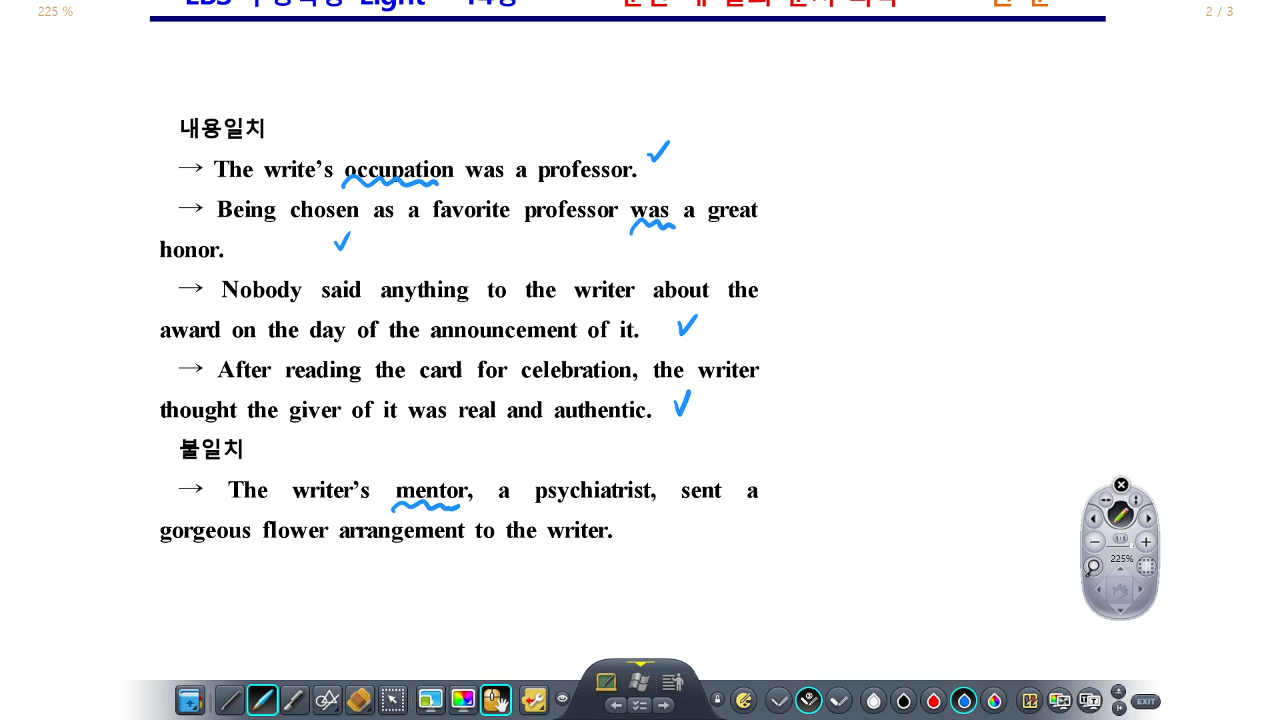 225 %
2 / 3
내용일치
→ The write's occupation was a professor.
→ Being chosen as a favorite professor was a great
honor.
→ Nobody said anything to the writer about the
award on the day of the announcement of it.
→ After reading the card for celebration, the writer
thought the giver of it was real and authentic.
불일치
→ The writer's mentor, a psychiatrist, sent a
gorgeous flower arrangement to the writer.
1:1
225%
EXIT